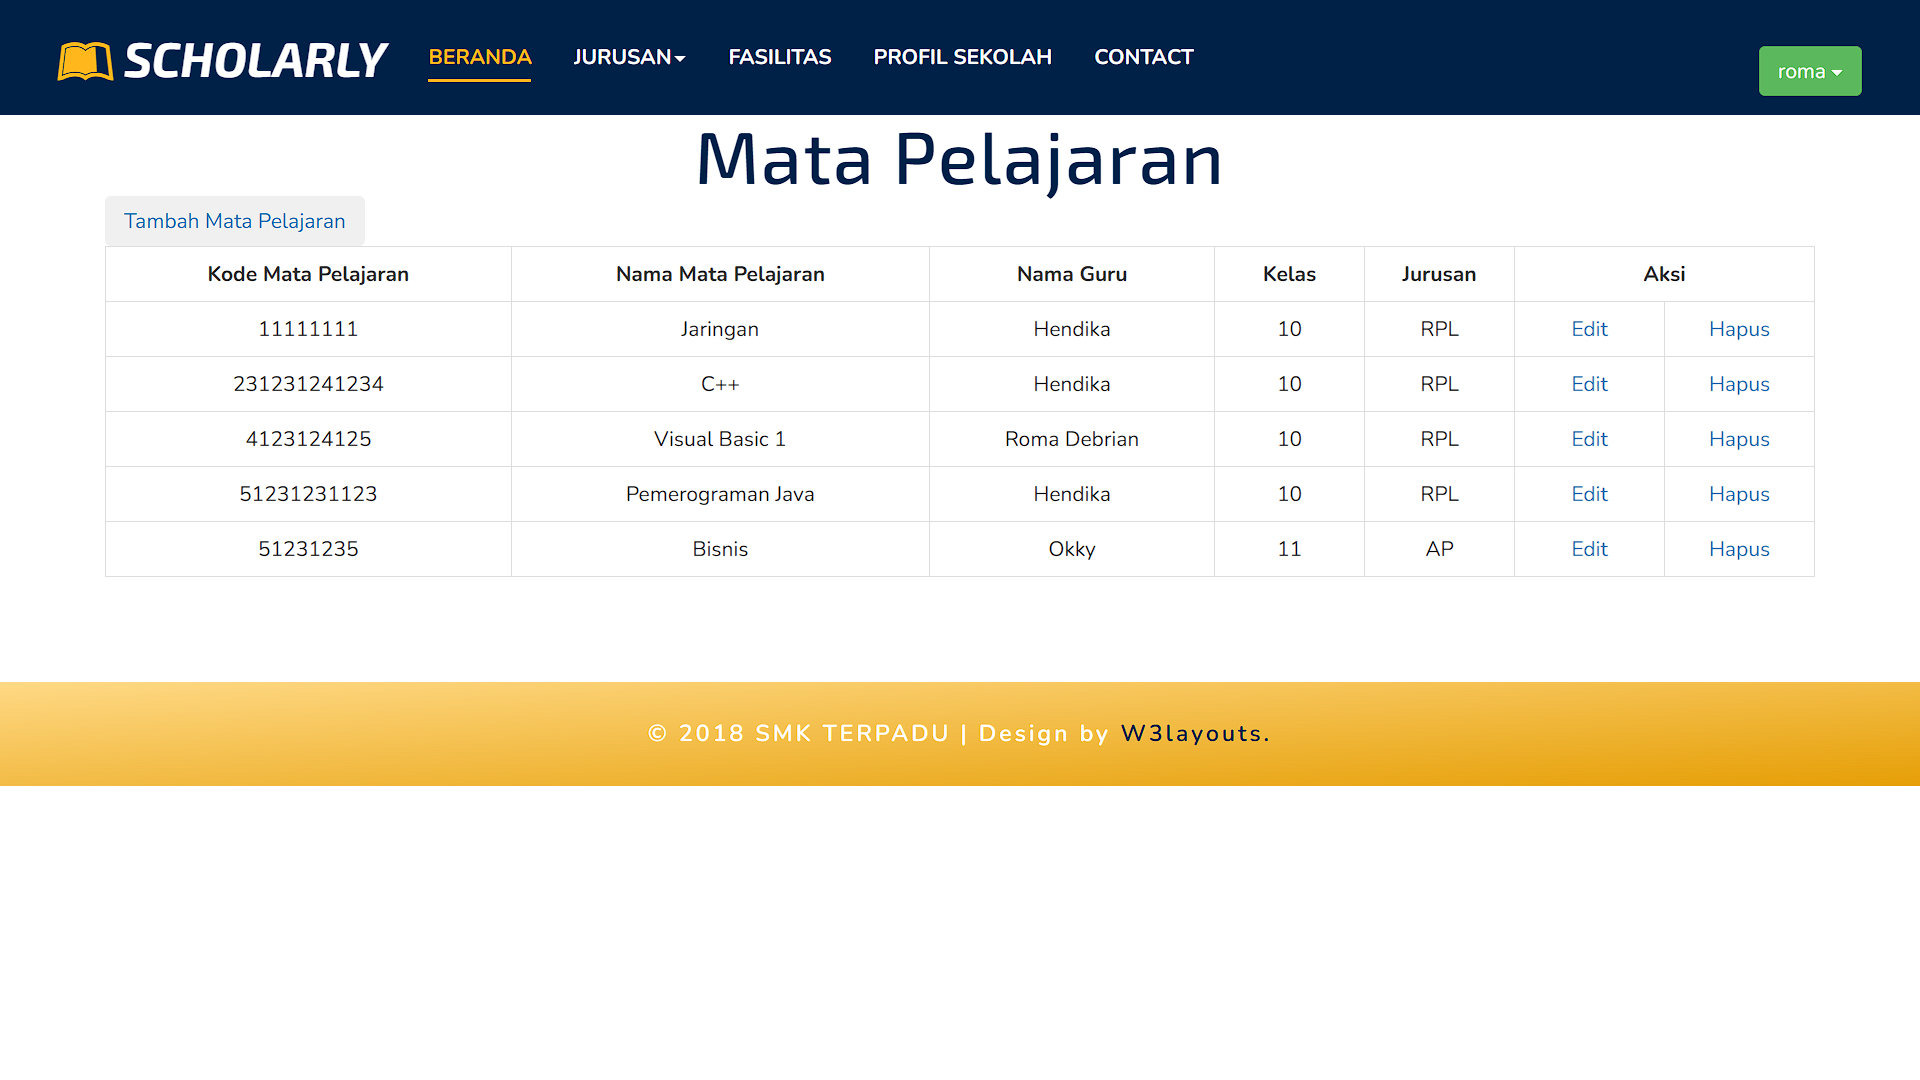 SCHOLARLY BERANDA JURUSAN FASILITAS PROFIL SEKOLAH CONTACT roma
Mata Pelajaran
Tambah Mata Pelajaran
Kode Mata Pelajaran Nama Mata Pelajaran Nama Guru Kelas Jurusan Aksi
11111111 Jaringan Hendika 10 RPL Edit Hapus
231231241234 C++ Hendika 10 RPL Edit Hapus
4123124125 Visual Basic 1 Roma Debrian 10 RPL Edit Hapus
51231231123 Pemerograman Java Hendika 10 RPL Edit Hapus
51231235 Bisnis Okky 11 AP Edit Hapus
© 2018 SMK TERPADU | Design by W3layouts.